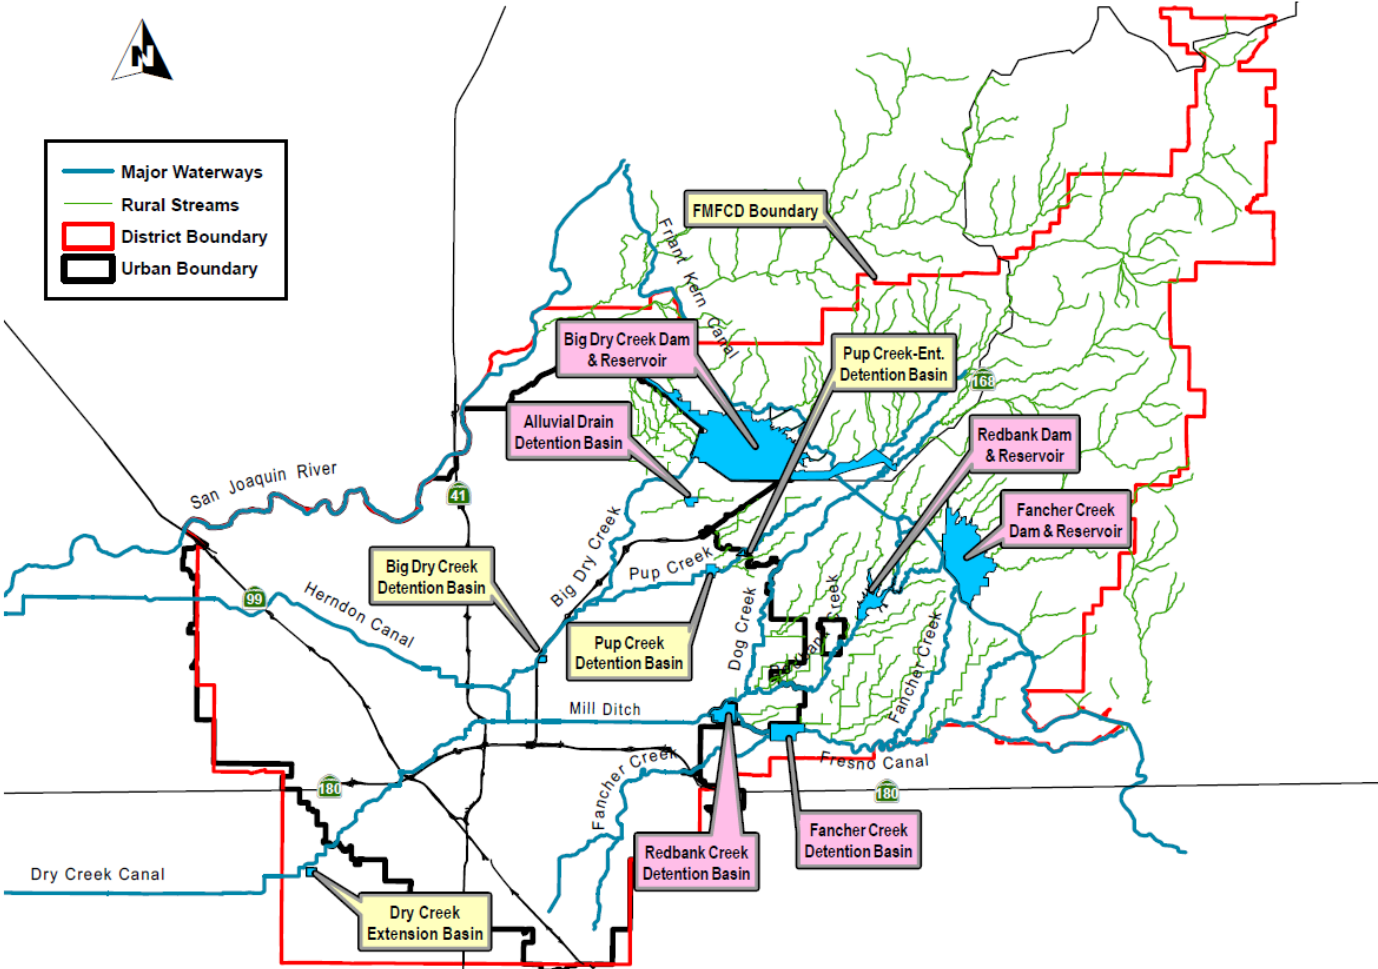 N
Major Waterways
Rural Streams
District Boundary
Urban Boundary
FMFCD Boundary
Friant Kern Canal
Big Dry Creek Dam
& Reservoir
Pup Creek-Ent.
Detention Basin
168
Alluvial Drain
Detention Basin
Redbank Dam
& Reservoir
San Joaquin River
41
Fancher Creek
Dam & Reservoir
Big Dry Creek
Detention Basin
Big Dry Creek
Pup Creek
99
Herndon Canal
Pup Creek
Detention Basin
Dog Creek
Redbank Creek
Fancher Creek
Mill Ditch
Fresno Canal
Fancher Creek
180
180
Redbank Creek
Detention Basin
Fancher Creek
Detention Basin
Dry Creek Canal
Dry Creek
Extension Basin